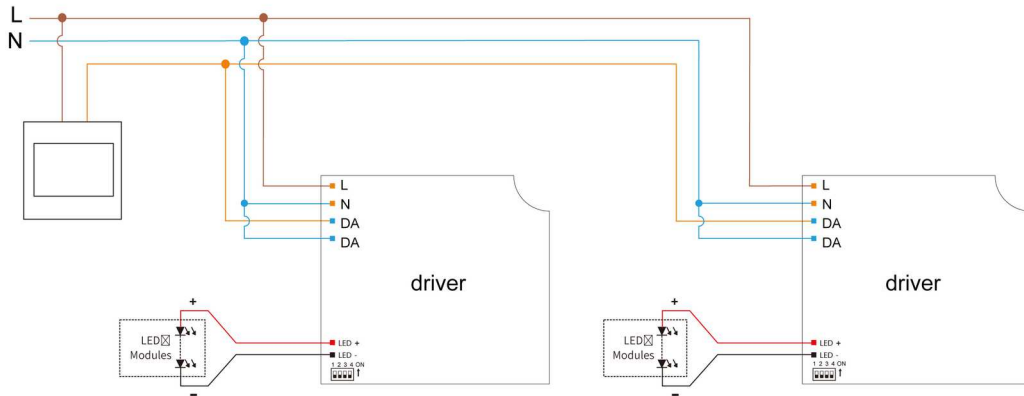 L
N
L
N
DA
DA
driver
+
LED☒
Modules
-
LED +
LED -
1 2 3 4 ON
L
N
DA
DA
driver
+
LED☒
Modules
-
LED +
LED -
1 2 3 4 ON